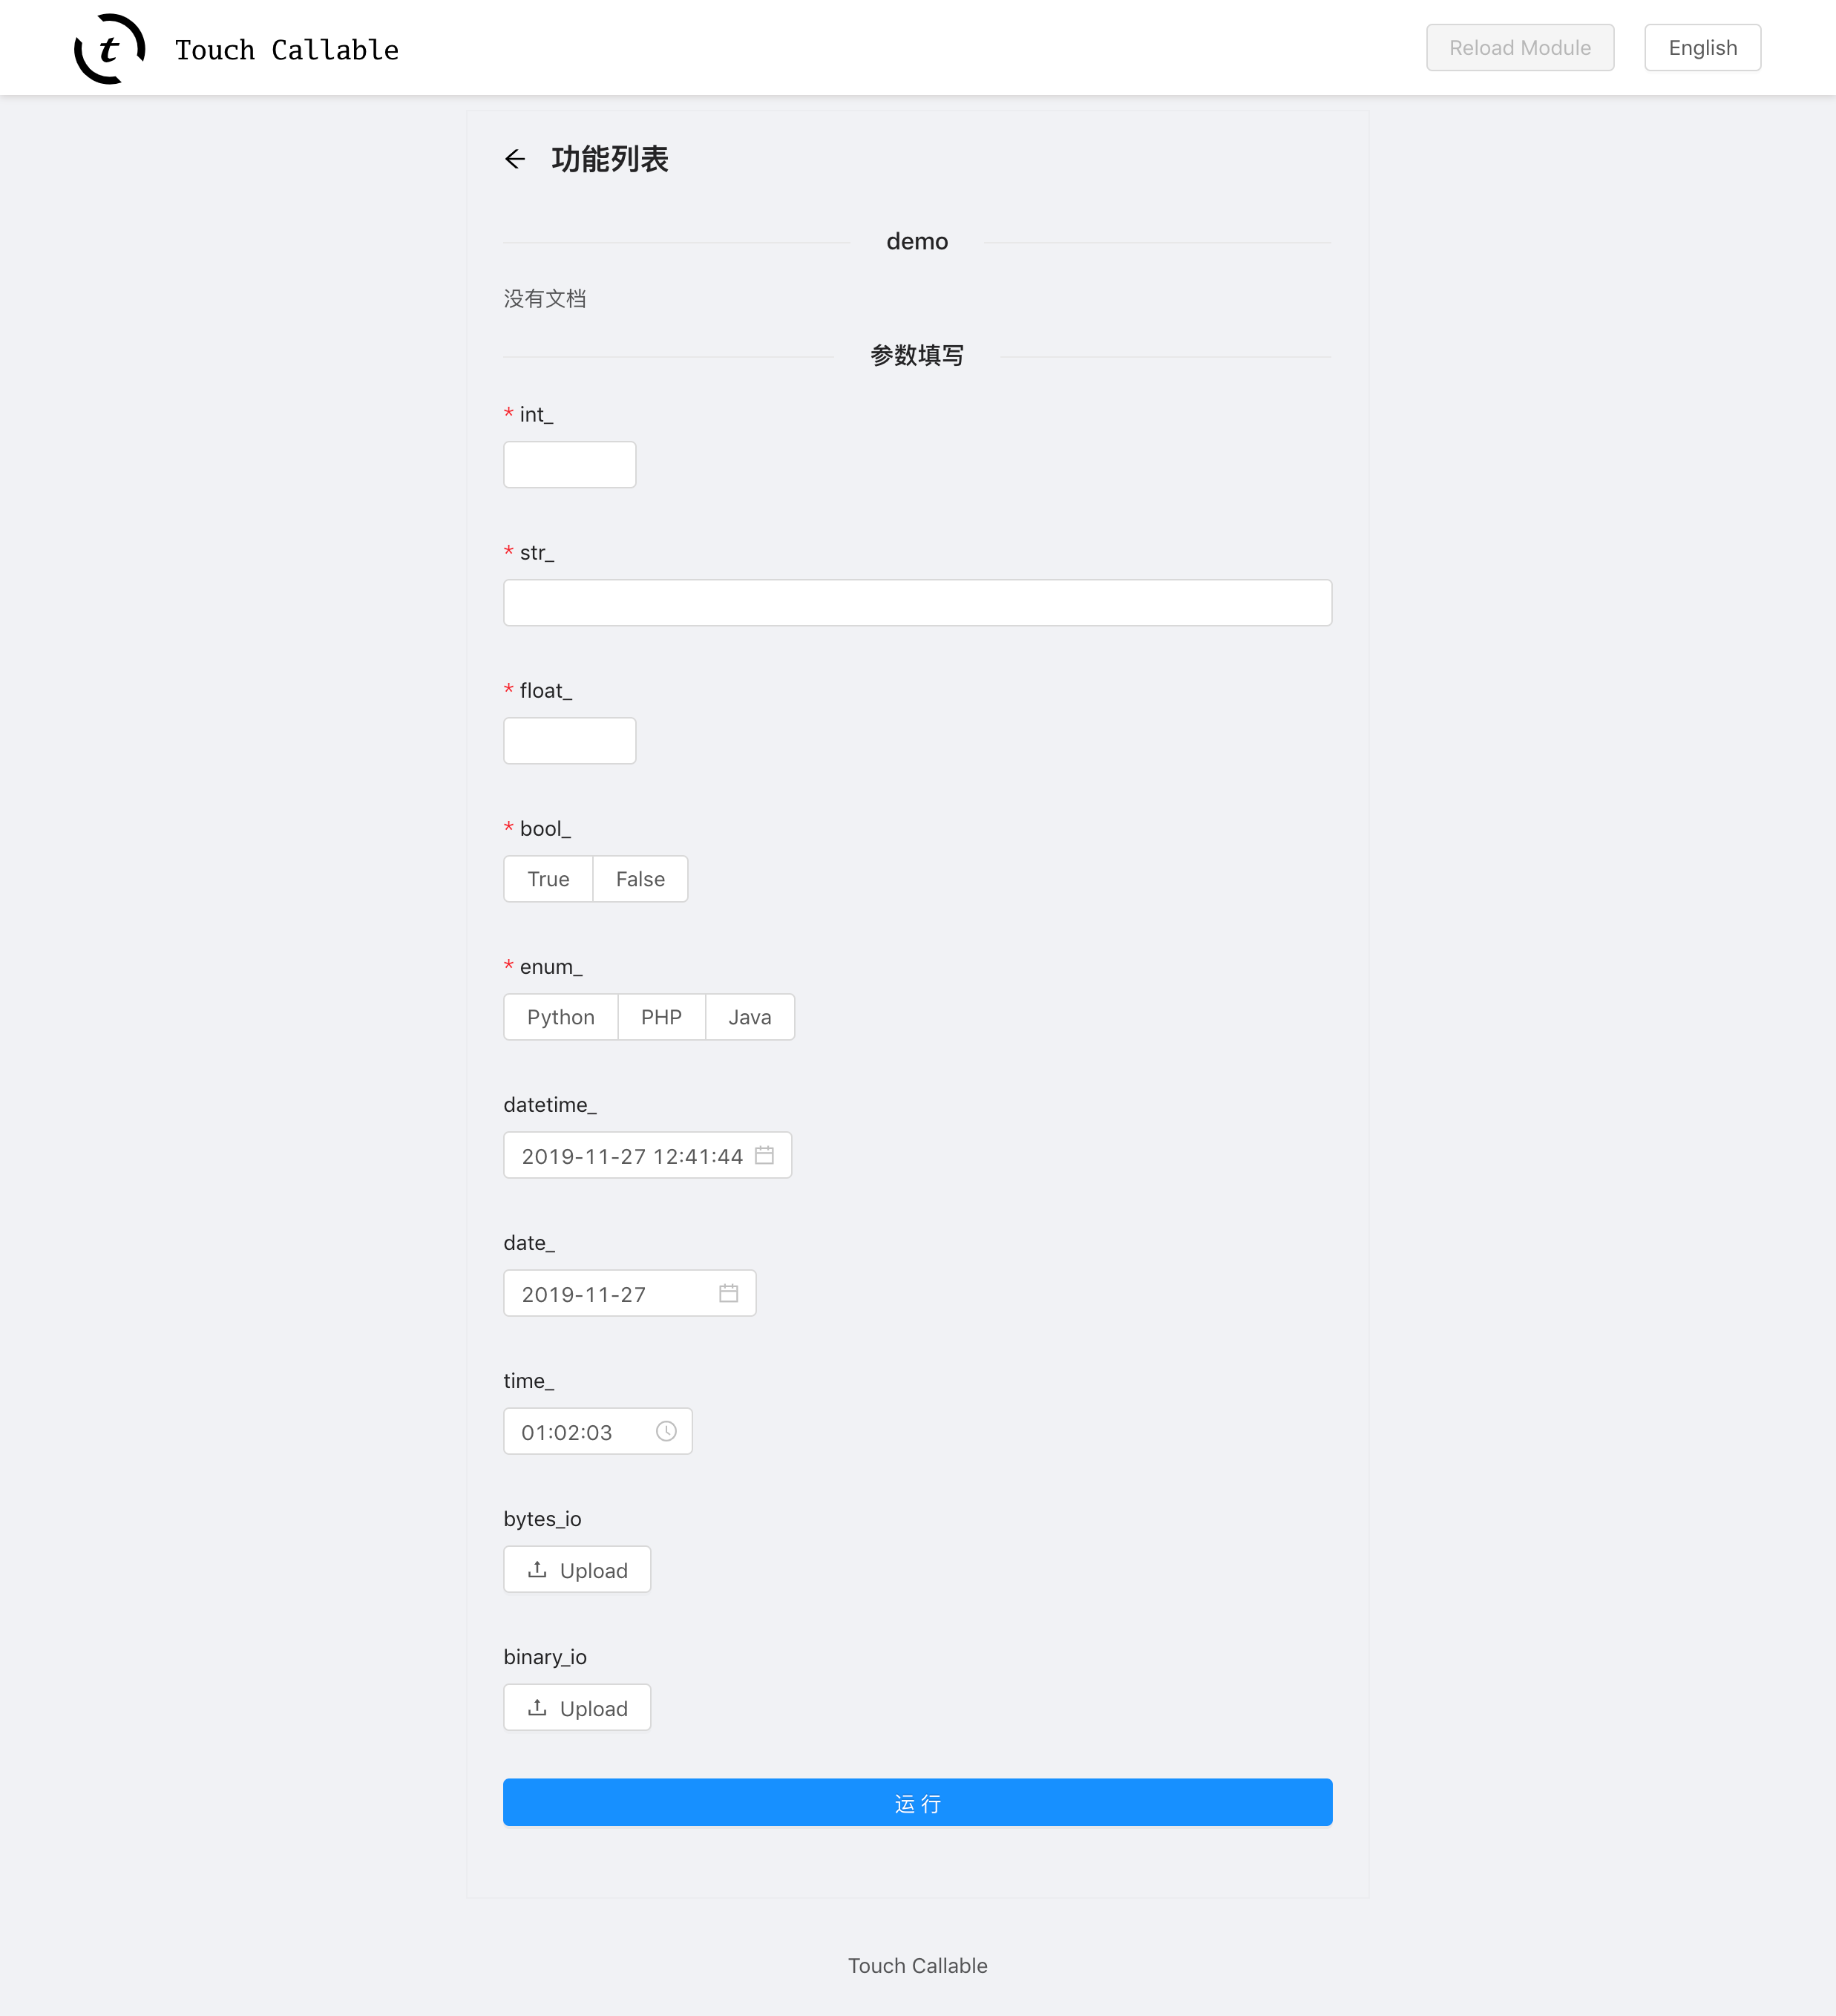 t Touch Callable
Reload Module English
功能列表
demo
没有文档
参数填写
* int_
* str_
* float_
* bool_
True False
* enum_
Python PHP Java
datetime_
2019-11-27 12:41:44
date_
2019-11-27
time_
01:02:03
bytes_io
Upload
binary_io
Upload
运 行
Touch Callable